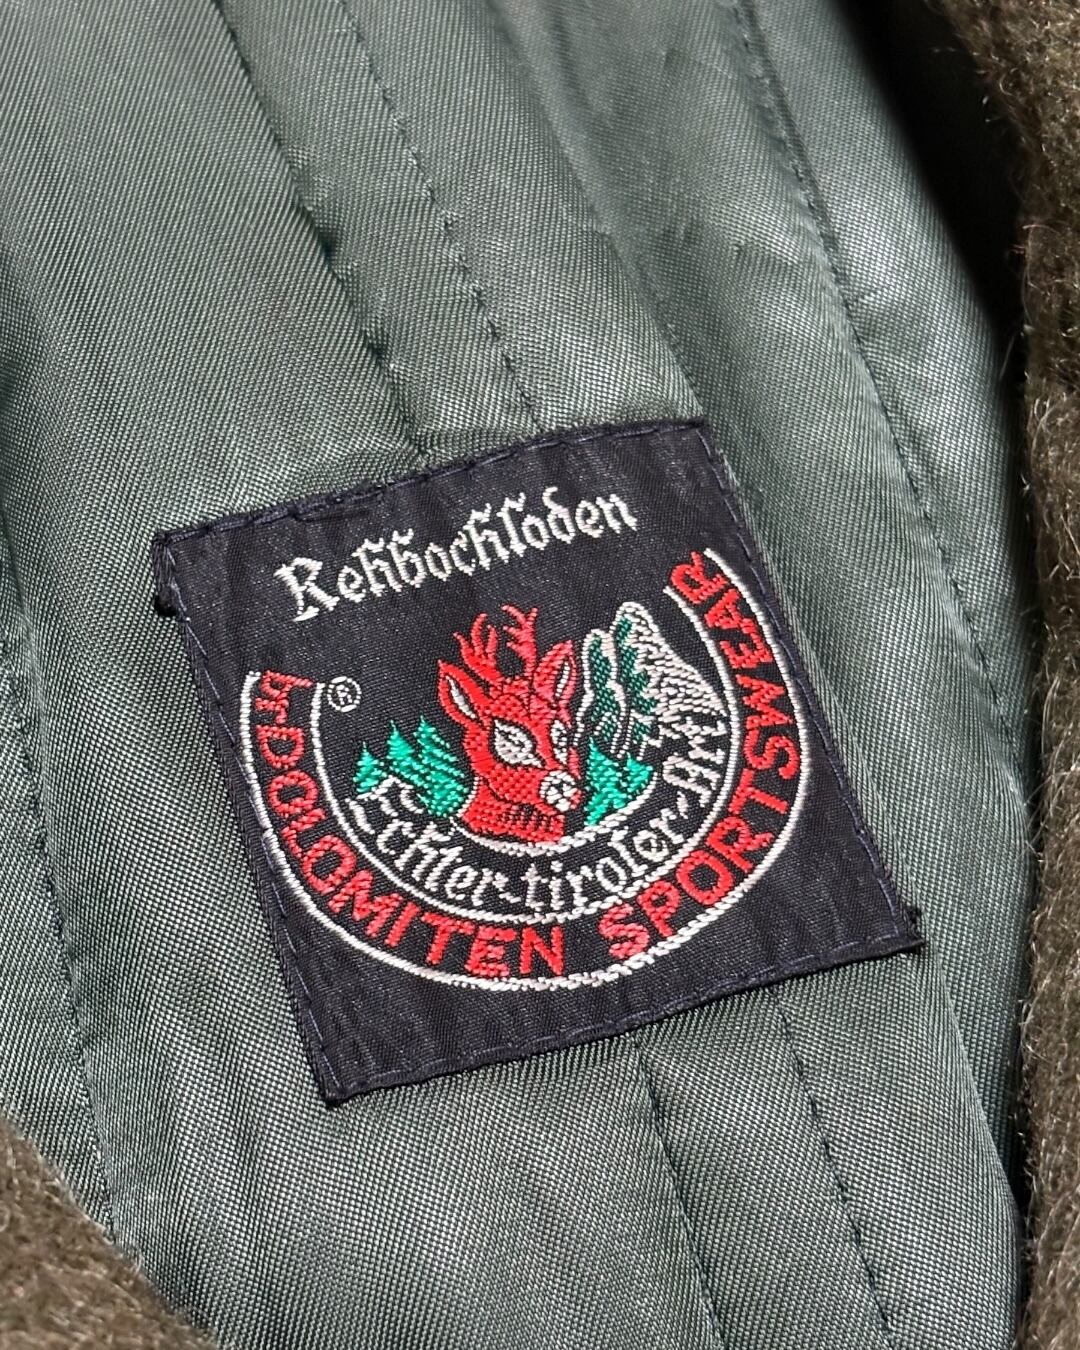 Rehbockloden
®
Echter-tiroler-Art
by DOLOMITEN SPORTSWEAR